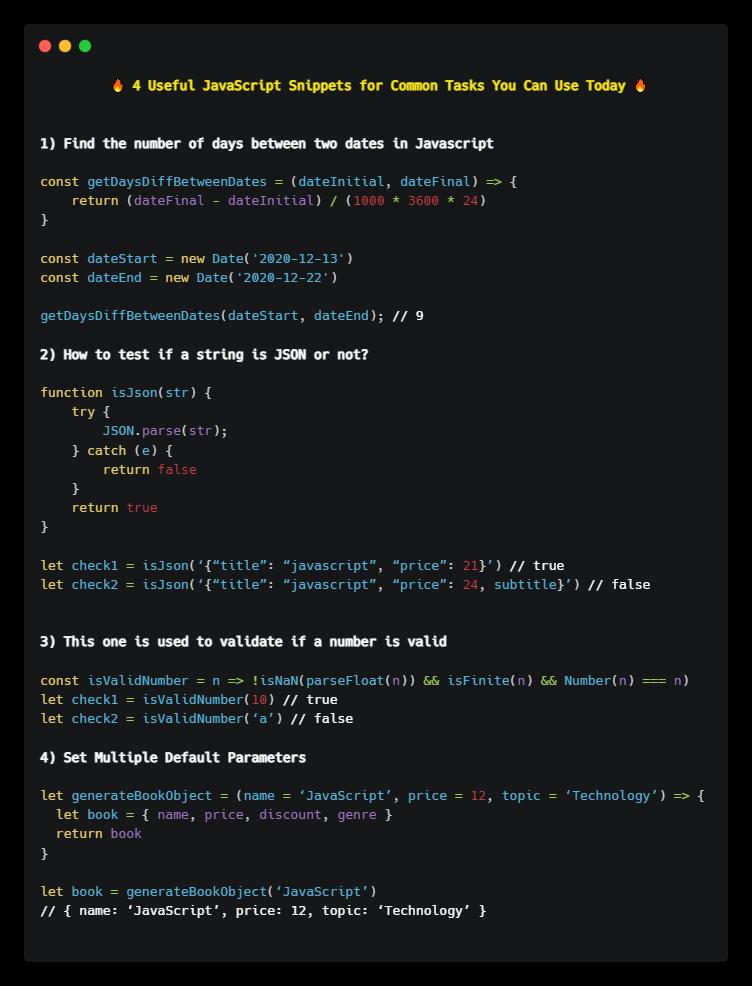 🔥 4 Useful JavaScript Snippets for Common Tasks You Can Use Today 🔥
1) Find the number of days between two dates in Javascript
const getDaysDiffBetweenDates = (dateInitial, dateFinal) => {
    return (dateFinal - dateInitial) / (1000 * 3600 * 24)
}
const dateStart = new Date('2020-12-13')
const dateEnd = new Date('2020-12-22')
getDaysDiffBetweenDates(dateStart, dateEnd); // 9
2) How to test if a string is JSON or not?
function isJson(str) {
    try {
        JSON.parse(str);
    } catch (e) {
        return false
    }
    return true
}
let check1 = isJson(‘{“title”: “javascript”, “price”: 21}’) // true
let check2 = isJson(‘{“title”: “javascript”, “price”: 24, subtitle}’) // false
3) This one is used to validate if a number is valid
const isValidNumber = n => !isNaN(parseFloat(n)) && isFinite(n) && Number(n) === n)
let check1 = isValidNumber(10) // true
let check2 = isValidNumber(‘a’) // false
4) Set Multiple Default Parameters
let generateBookObject = (name = ‘JavaScript’, price = 12, topic = ‘Technology’) => {
  let book = { name, price, discount, genre }
  return book
}
let book = generateBookObject(‘JavaScript’)
// { name: ‘JavaScript’, price: 12, topic: ‘Technology’ }